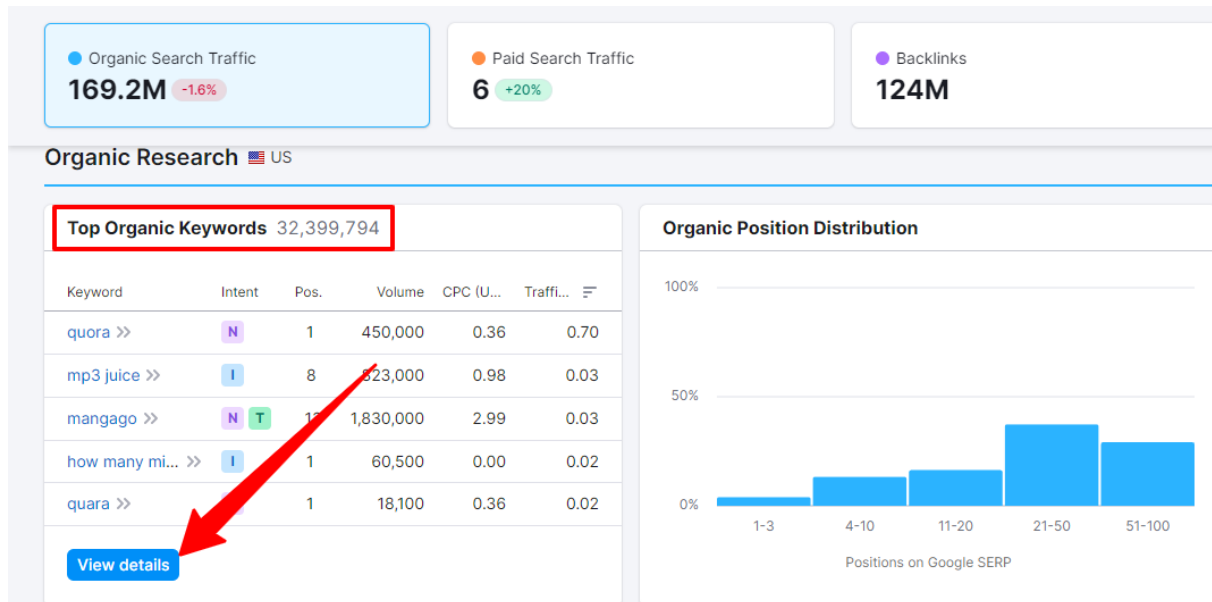 Organic Search Traffic
169.2M -1.6%
Paid Search Traffic
6 +20%
Backlinks
124M
Organic Research US
Top Organic Keywords 32,399,794
Keyword Intent Pos. Volume CPC (U... Traffi...
quora N 1 450,000 0.36 0.70
mp3 juice I 8 823,000 0.98 0.03
mangago N T 1,830,000 2.99 0.03
how many mi... I 1 60,500 0.00 0.02
quara 1 18,100 0.36 0.02
View details
Organic Position Distribution
100%
50%
0%
1-3 4-10 11-20 21-50 51-100
Positions on Google SERP